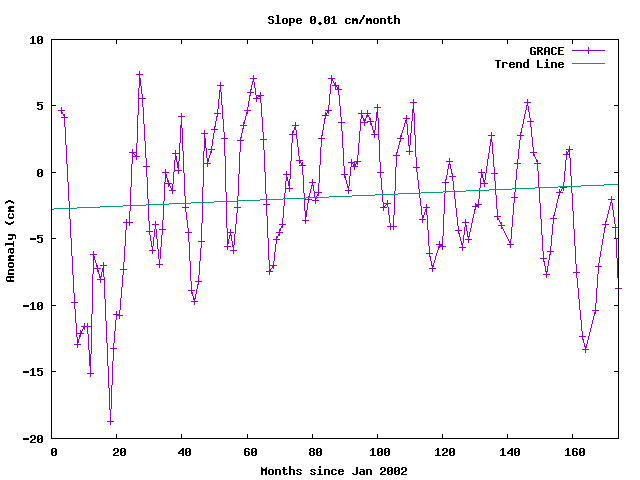 Slope 0.01 cm/month
10
5
0
-5
-10
-15
-20
Anomaly (cm)
GRACE
Trend Line
0 20 40 60 80 100 120 140 160
Months since Jan 2002